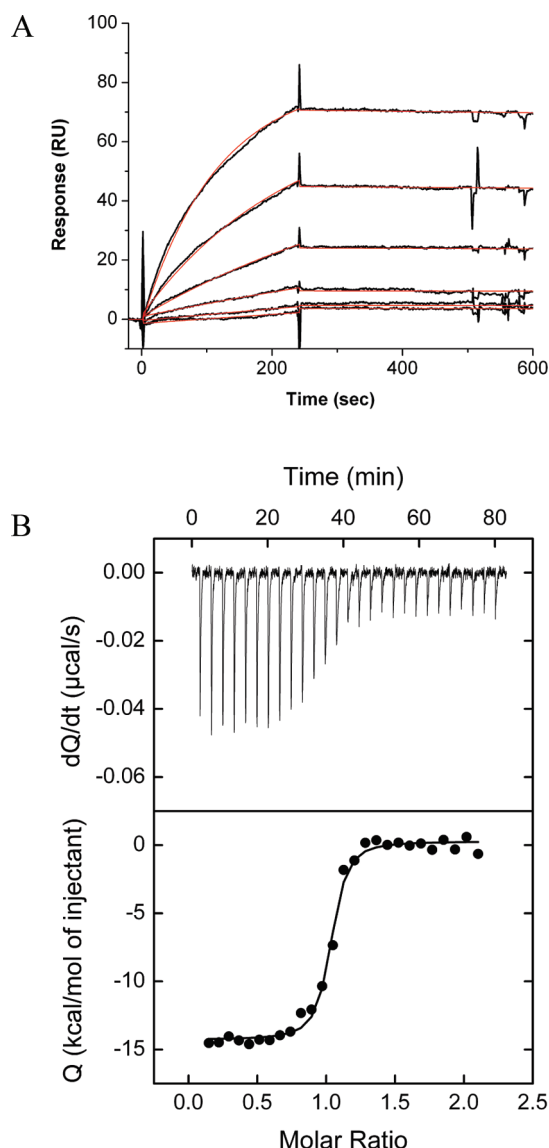 A
100
80
60
40
20
0
Response (RU)
0 200 400 600
Time (sec)
B
Time (min)
0 20 40 60 80
0.00
-0.02
-0.04
-0.06
dQ/dt (μcal/s)
0
-5
-10
-15
Q (kcal/mol of injectant)
0.0 0.5 1.0 1.5 2.0 2.5
Molar Ratio